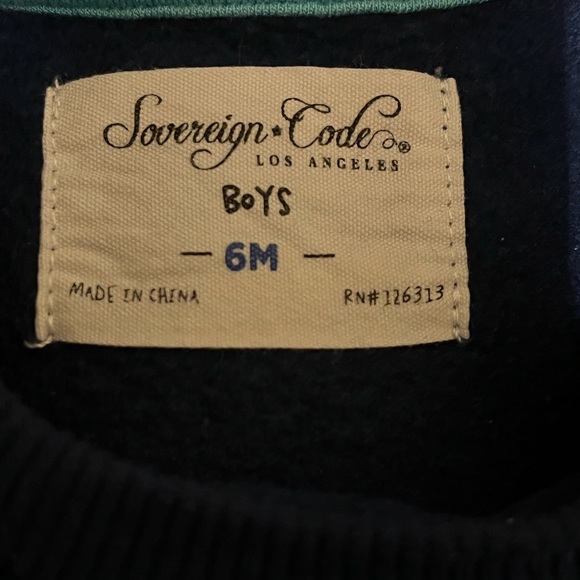 Sovereign ★ Code®
LOS ANGELES
BOYS
— 6M —
MADE IN CHINA RN#126313